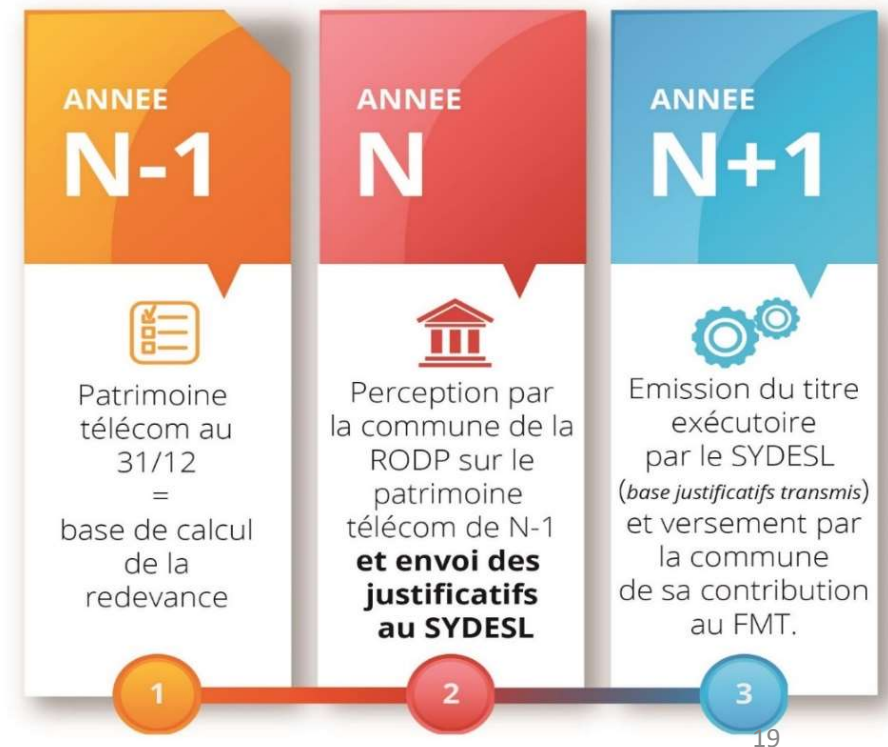 ANNEE
N-1
Patrimoine
télécom au
31/12
=
base de calcul
de la
redevance
1
ANNEE
N
Perception par
la commune de la
RODP sur le
patrimoine
télécom de N-1
et envoi des
justificatifs
au SYDESL
2
ANNEE
N+1
Emission du titre
exécutoire
par le SYDESL
(base justificatifs transmis)
et versement par
la commune
de sa contribution
au FMT.
3
19